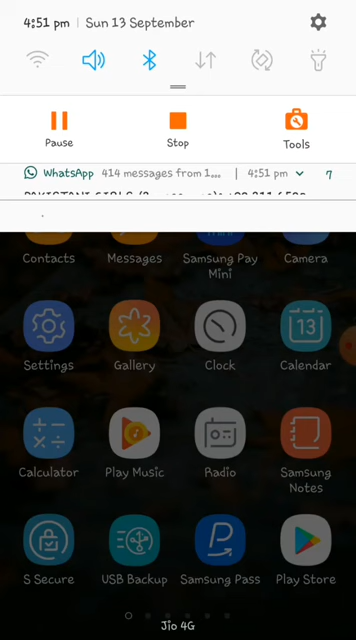 4:51 pm | Sun 13 September
Pause Stop Tools
WhatsApp 414 messages from 1... | 4:51 pm 7
Contacts Messages Samsung Pay Mini Camera
Settings Gallery Clock Calendar
13
Calculator Play Music Radio Samsung Notes
S Secure USB Backup Samsung Pass Play Store
Jio 4G